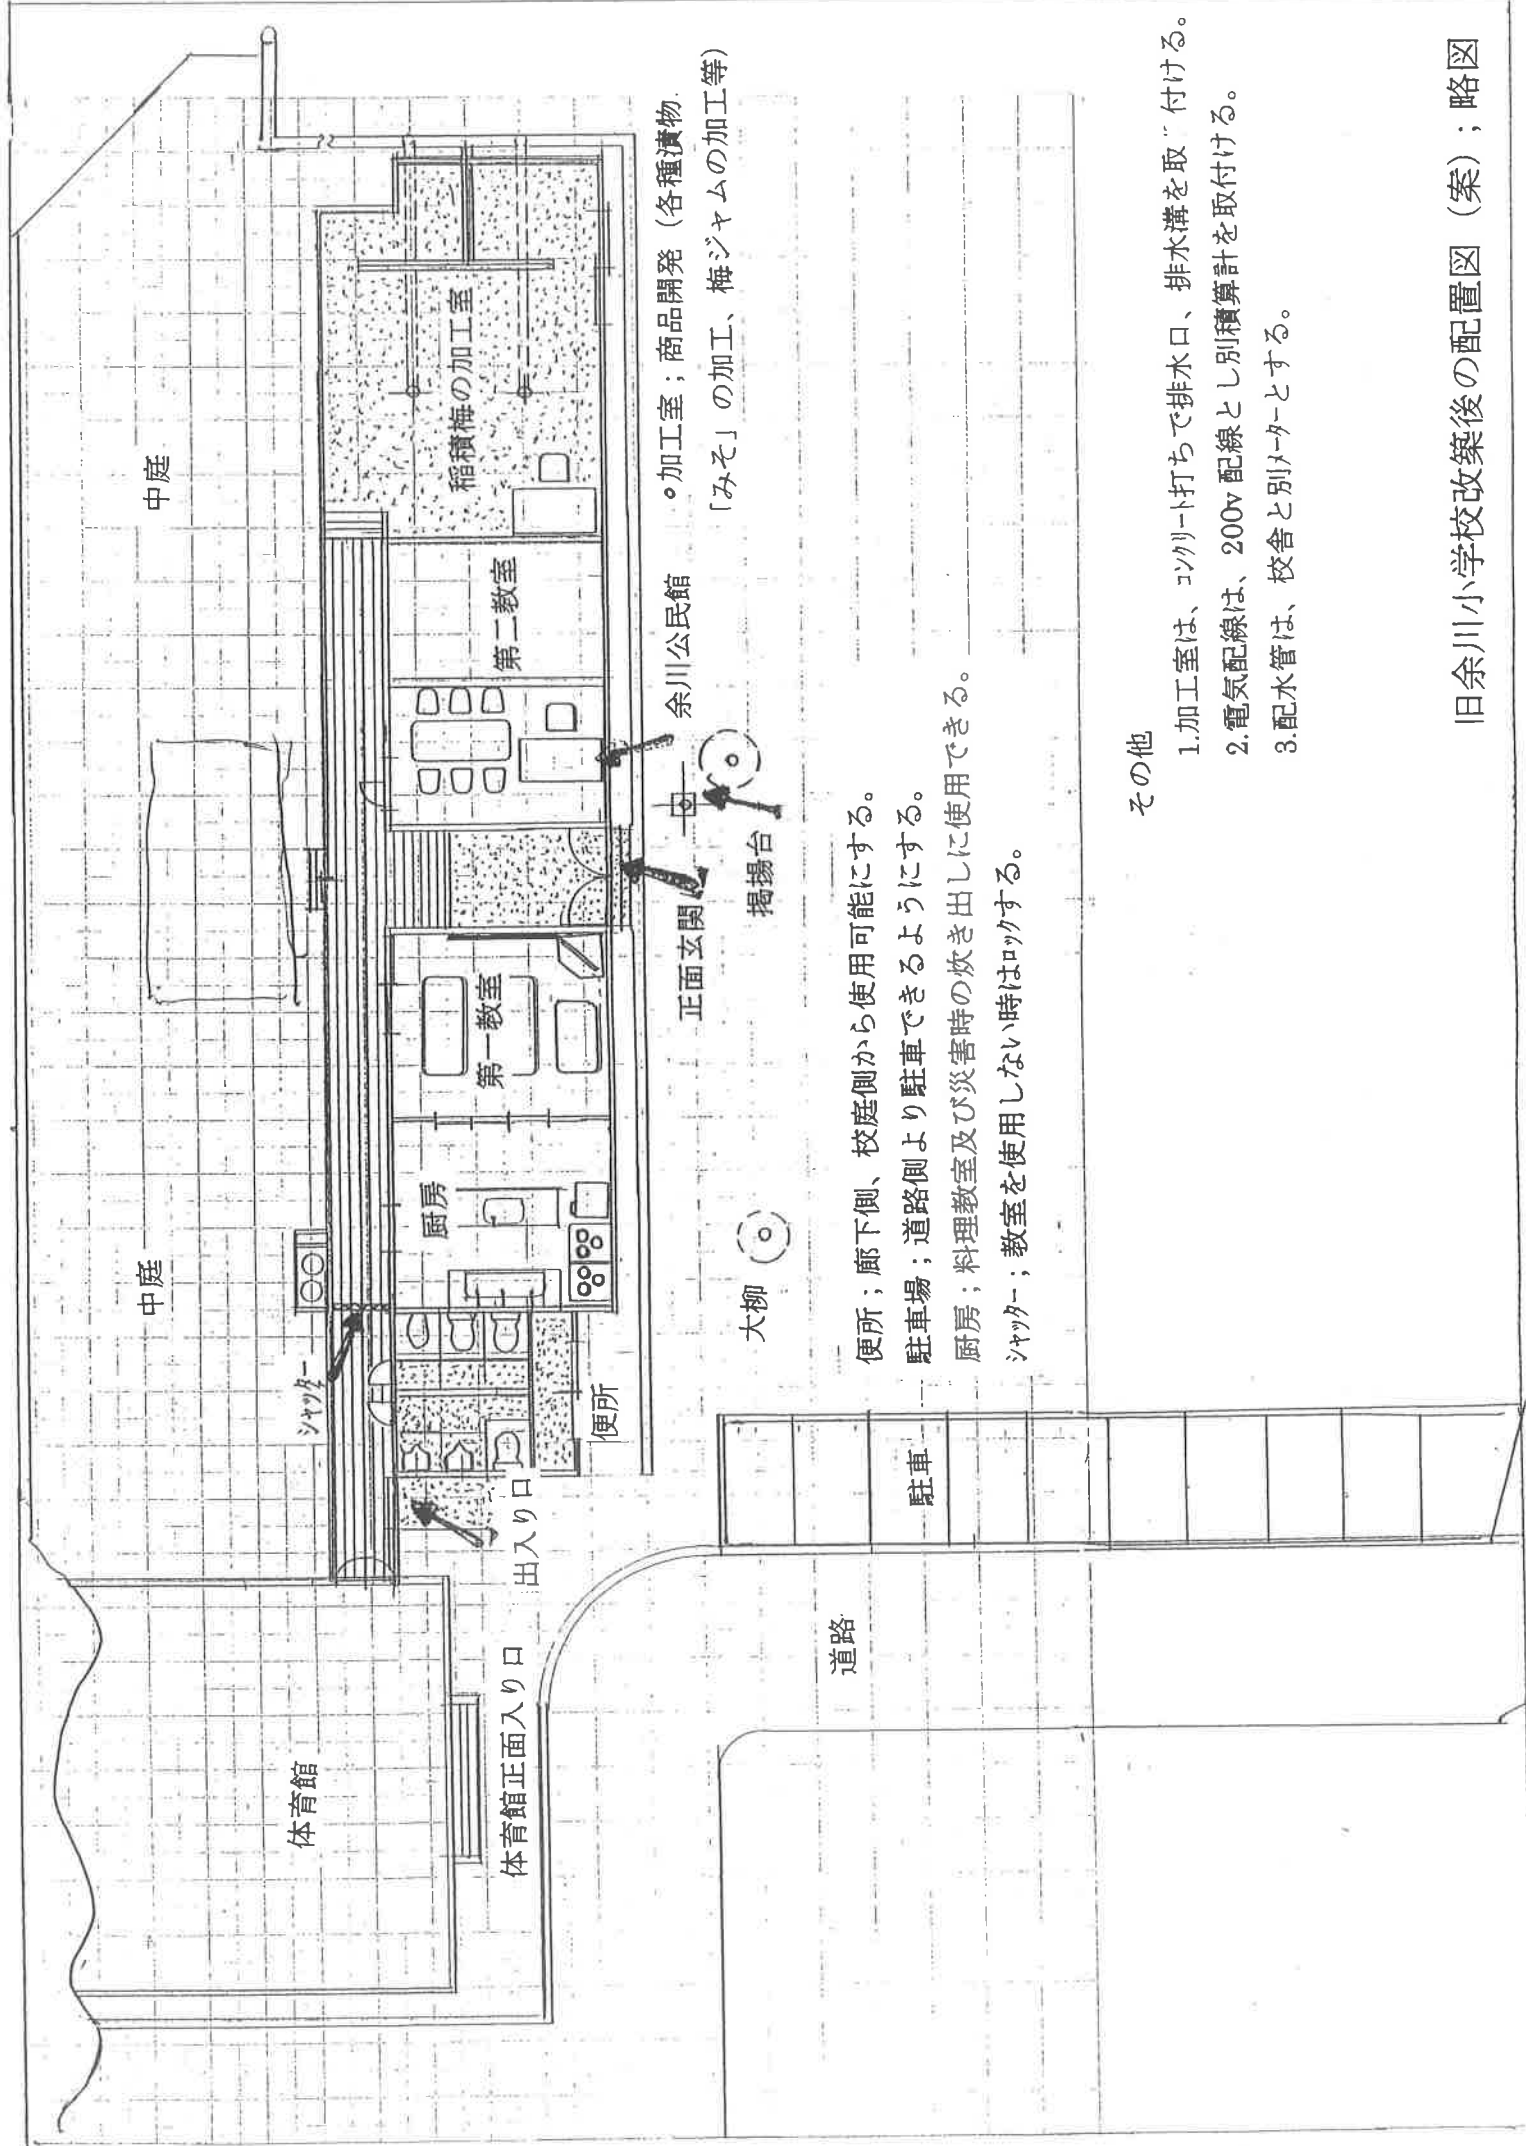 中庭
中庭
シャッター
体育館
稲積梅の加工室
第二教室
第一教室
厨房
便所
出入り口
体育館正面入り口
余川公民館
正面玄関
掲揚台
大柳
駐車
道路
◦加工室；商品開発（各種漬物
「みそ」の加工、梅ジャムの加工等）
便所；廊下側、校庭側から使用可能にする。
駐車場；道路側より駐車できるようにする。
厨房；料理教室及び災害時の炊き出しに使用できる。
シャッター；教室を使用しない時はロックする。
その他
1.加工室は、コンクリート打ちで排水口、排水溝を取 付ける。
2.電気配線は、200v配線とし別積算計を取付ける。
3.配水管は、校舎と別メーターとする。
旧余川小学校改築後の配置図（案）；略図